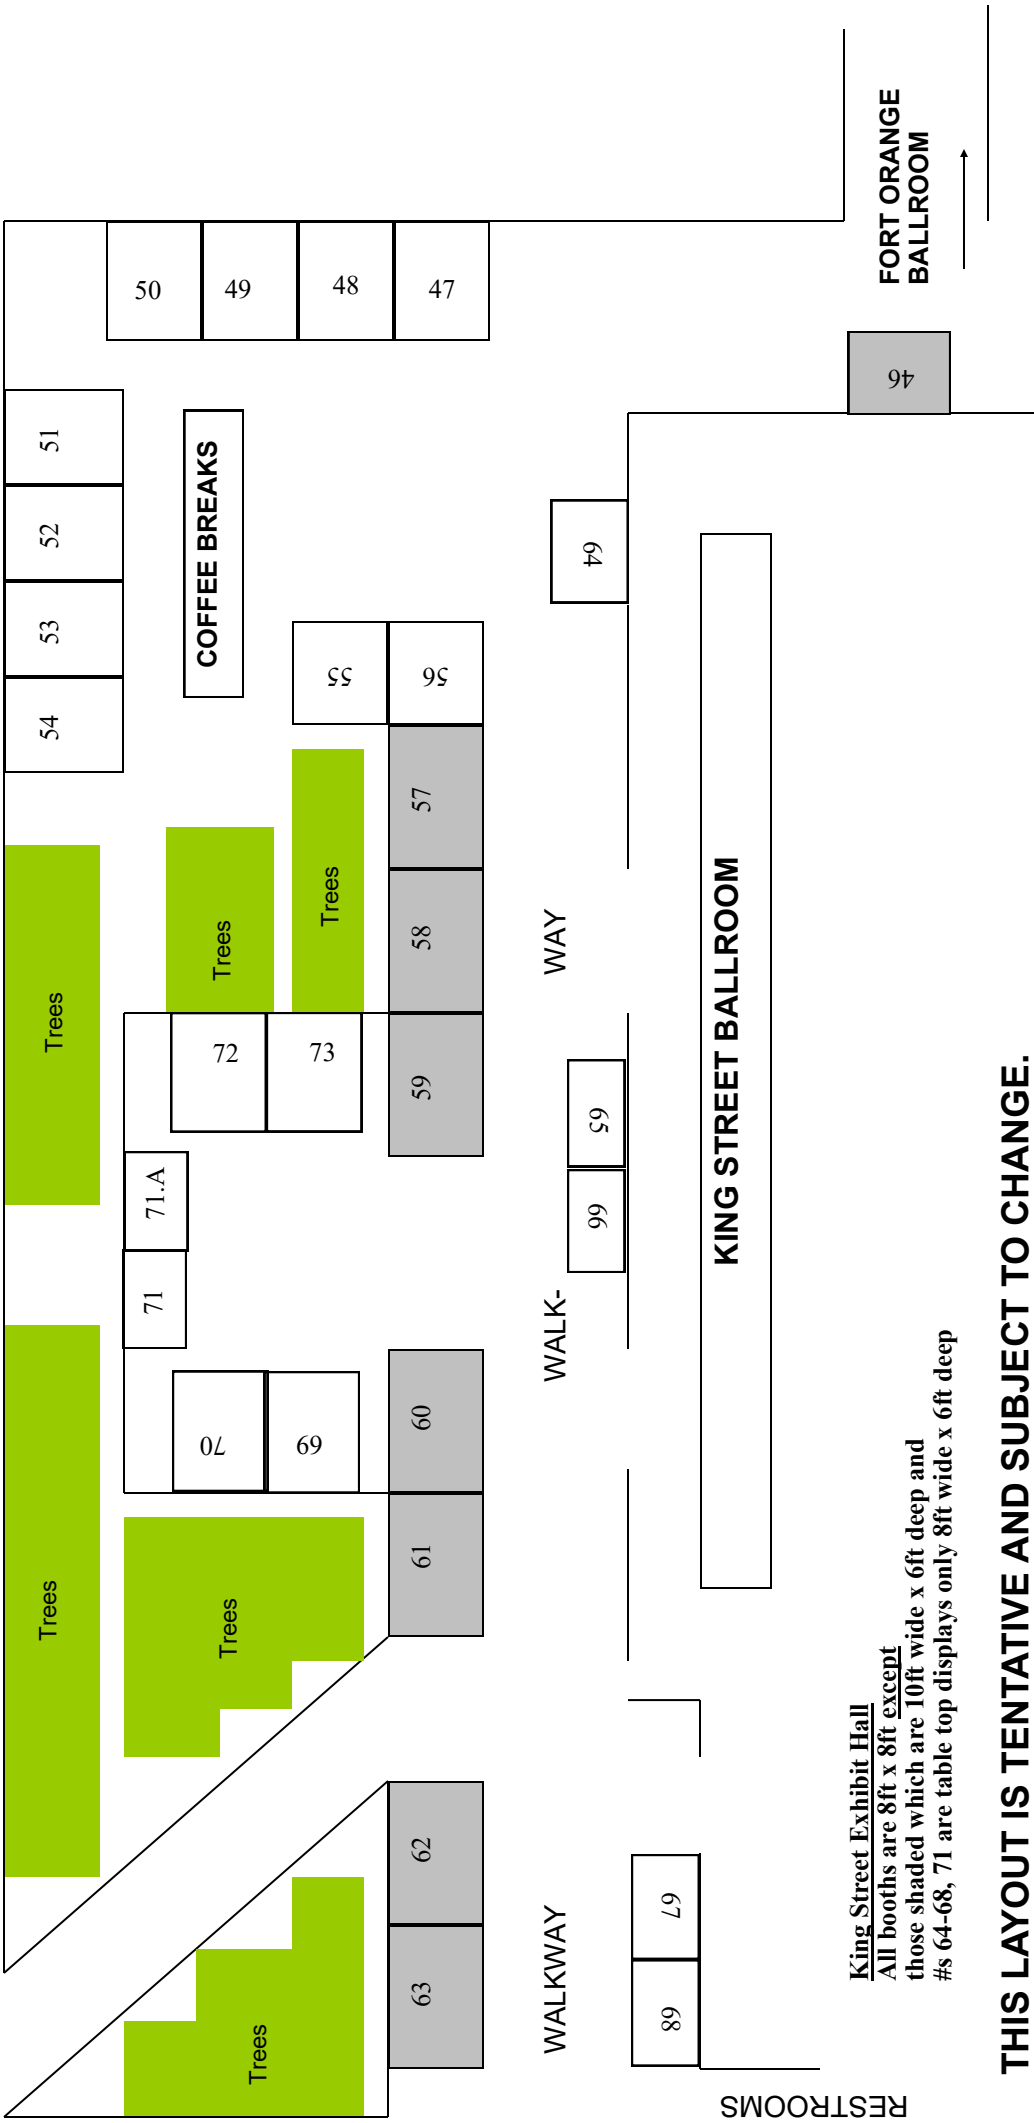 50
49
48
47
FORT ORANGE
BALLROOM
46
51
52
53
54
COFFEE BREAKS
55
56
57
58
59
64
Trees
Trees
Trees
72
73
71.A
71
WAY
WALK-
65
66
KING STREET BALLROOM
70
69
60
61
Trees
Trees
62
63
Trees
WALKWAY
67
68
RESTROOMS
King Street Exhibit Hall
All booths are 8ft x 8ft except
those shaded which are 10ft wide x 6ft deep and
#s 64-68, 71 are table top displays only 8ft wide x 6ft deep
THIS LAYOUT IS TENTATIVE AND SUBJECT TO CHANGE.